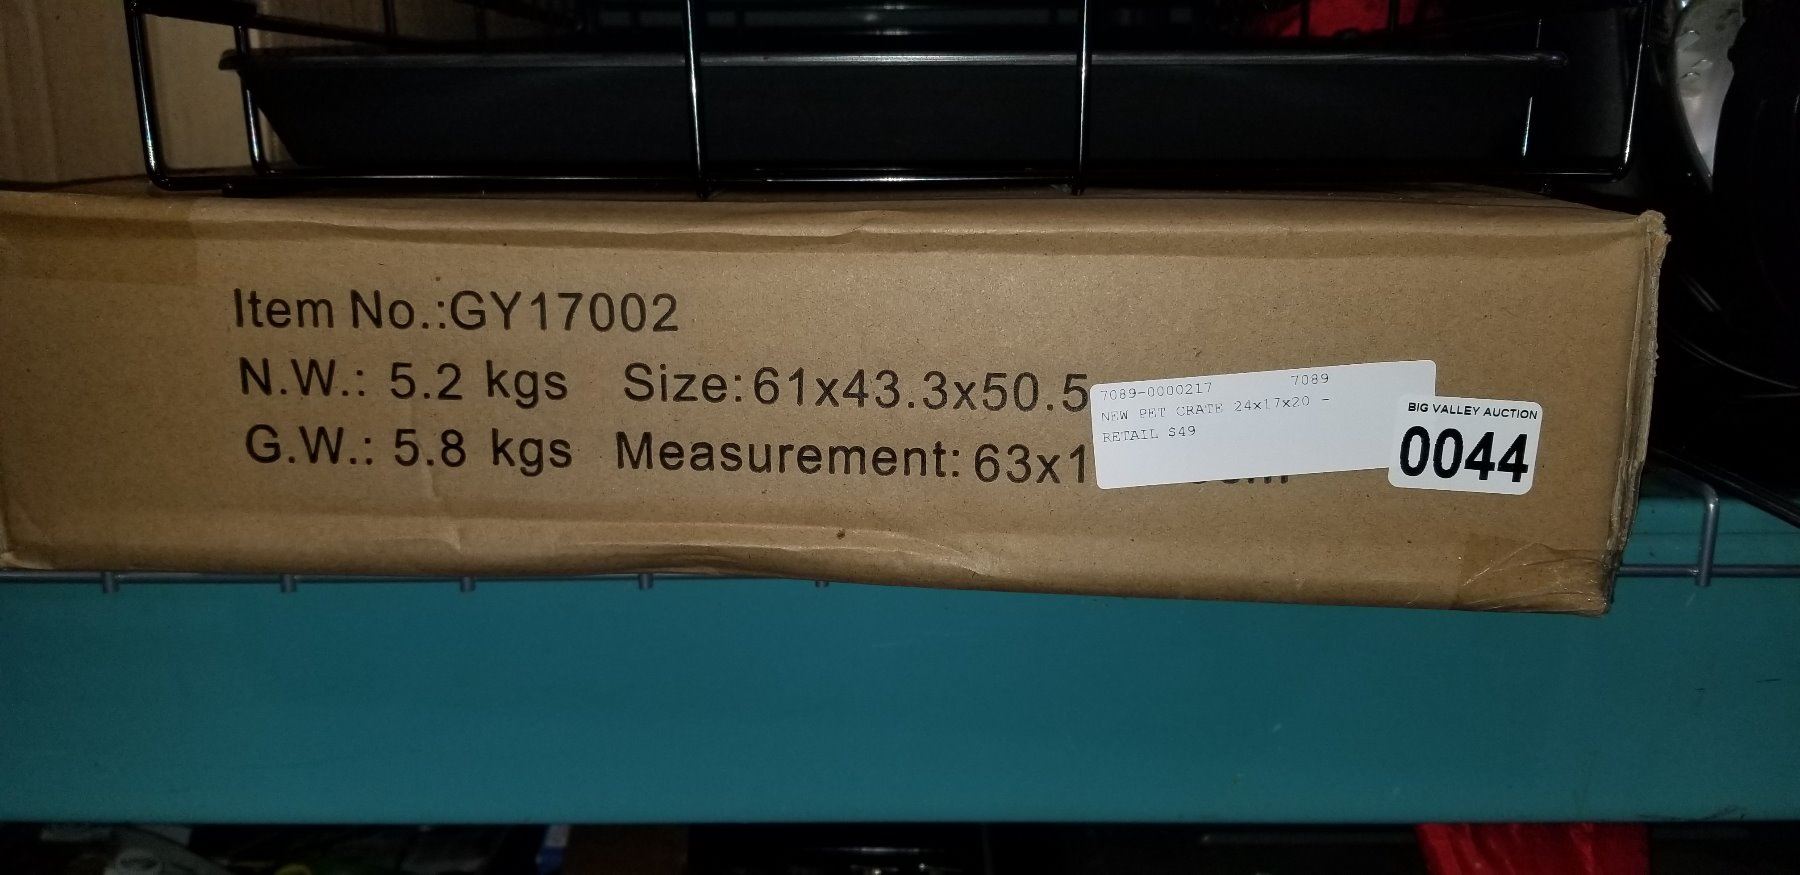 Item No.:GY17002
N.W.: 5.2 kgs Size:61x43.3x50.5
G.W.: 5.8 kgs Measurement: 63x1
7089-0000217 7089
NEW PET CRATE 24x17x20 -
RETAIL $49
BIG VALLEY AUCTION
0044